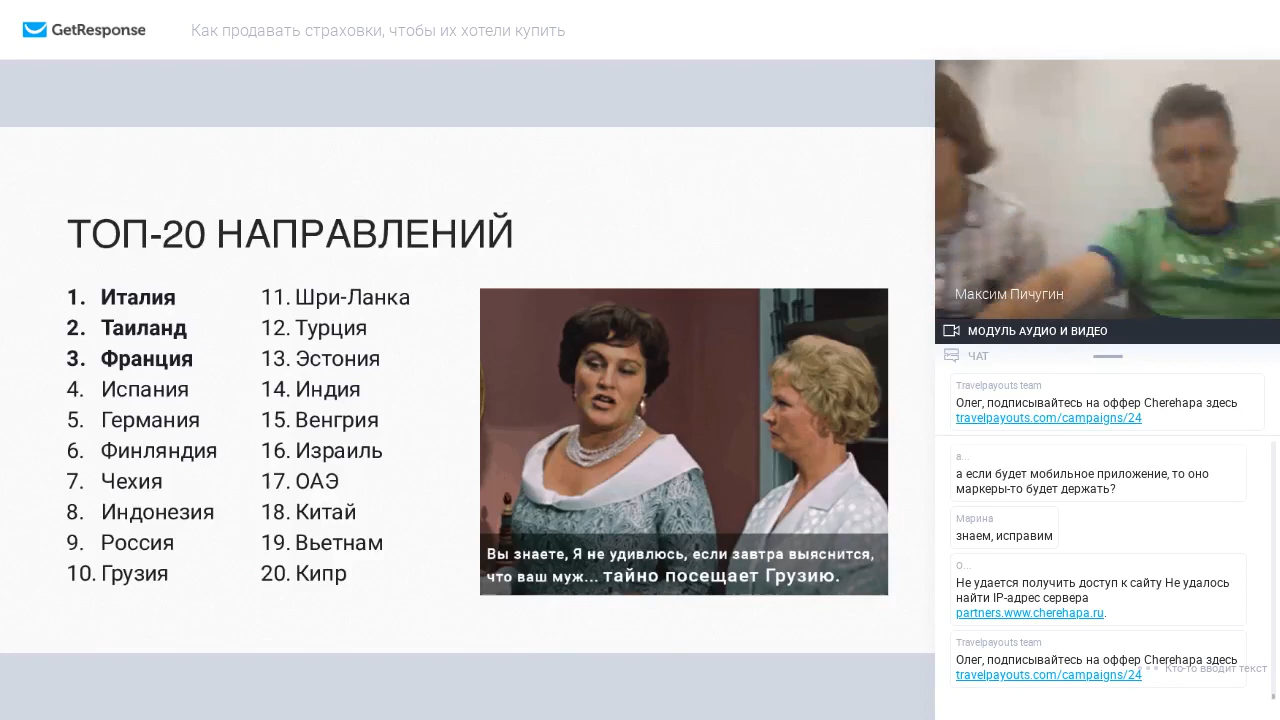 GetResponse
Как продавать страховки, чтобы их хотели купить
ТОП-20 НАПРАВЛЕНИЙ
1. Италия
2. Таиланд
3. Франция
4. Испания
5. Германия
6. Финляндия
7. Чехия
8. Индонезия
9. Россия
10. Грузия
11. Шри-Ланка
12. Турция
13. Эстония
14. Индия
15. Венгрия
16. Израиль
17. ОАЭ
18. Китай
19. Вьетнам
20. Кипр
Вы знаете, Я не удивлюсь, если завтра выяснится,
что ваш муж... тайно посещает Грузию.
Максим Пичугин
МОДУЛЬ АУДИО И ВИДЕО
ЧАТ
Travelpayouts team
Олег, подписывайтесь на оффер Cherehapa здесь
travelpayouts.com/campaigns/24
а...
а если будет мобильное приложение, то оно
маркеры-то будет держать?
Марина
знаем, исправим
О...
Не удается получить доступ к сайту Не удалось
найти IP-адрес сервера
partners.www.cherehapa.ru.
Travelpayouts team
Олег, подписывайтесь на оффер Cherehapa здесь
Кто-то вводит текст
travelpayouts.com/campaigns/24